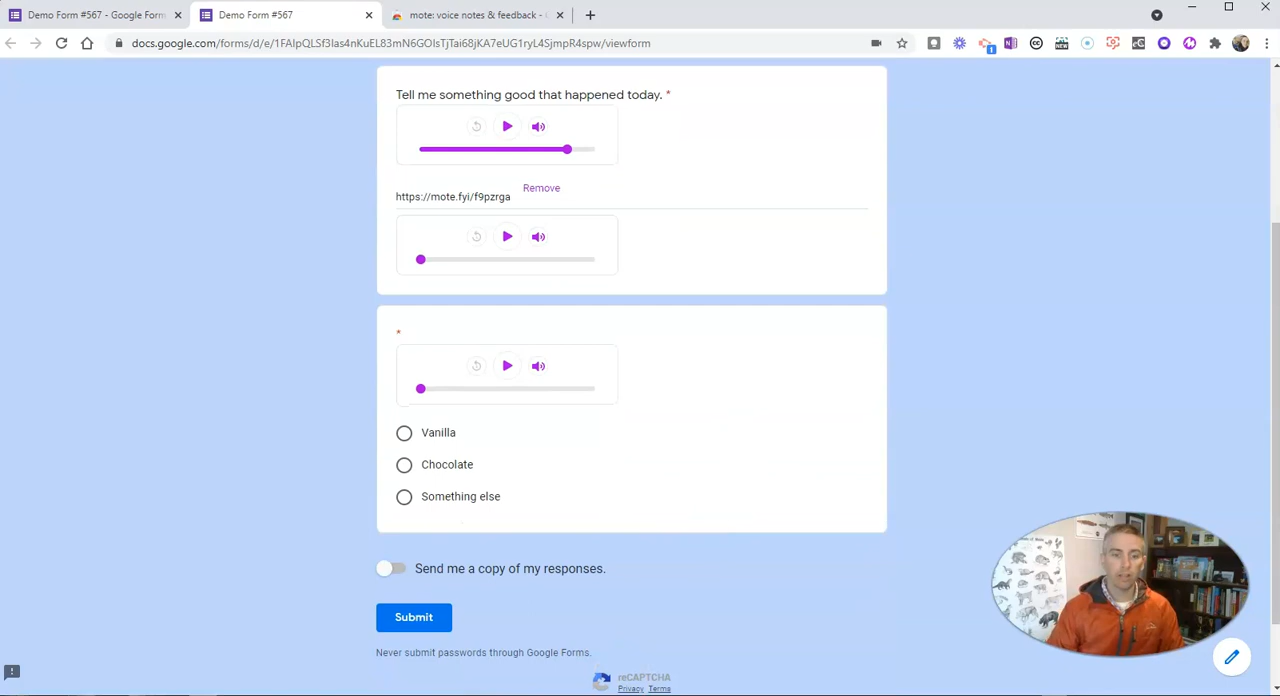 Demo Form #567 - Google Form
Demo Form #567
mote: voice notes & feedback -
docs.google.com/forms/d/e/1FAIpQLSf3Ias4nKuEL83mN6GOIsTjTai68jKA7eUG1ryL4SjmpR4spw/viewform
Tell me something good that happened today. *
https://mote.fyi/f9pzrga
Remove
*
Vanilla
Chocolate
Something else
Send me a copy of my responses.
Submit
Never submit passwords through Google Forms.
reCAPTCHA
Privacy Terms